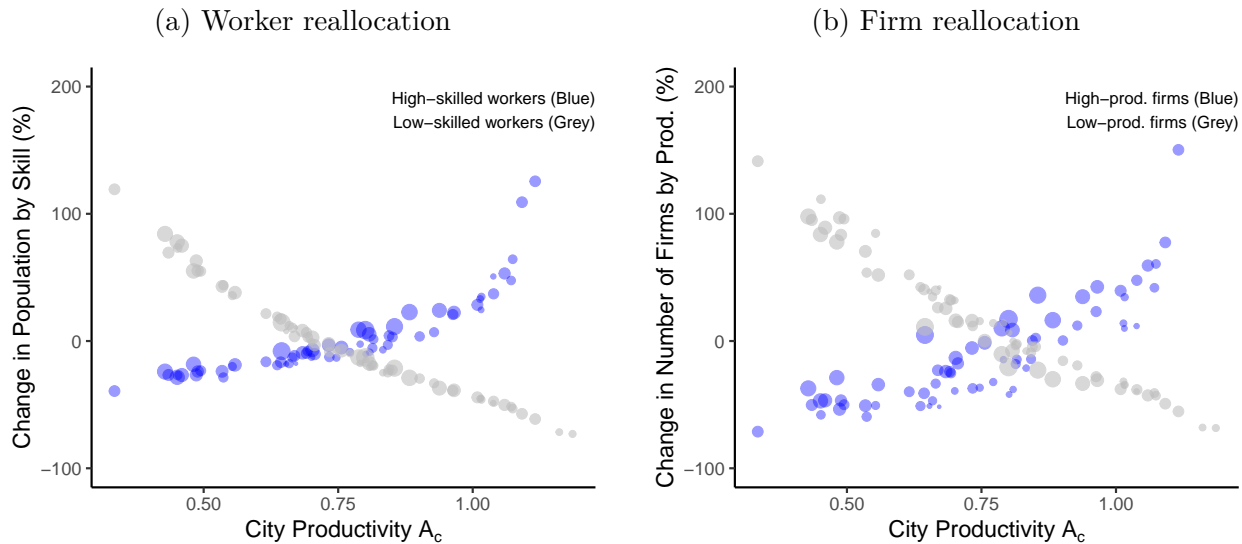 (a) Worker reallocation
Change in Population by Skill (%)
200
100
0
−100
High−skilled workers (Blue)
Low−skilled workers (Grey)
0.50 0.75 1.00
City Productivity Ac
(b) Firm reallocation
Change in Number of Firms by Prod. (%)
200
100
0
−100
High−prod. firms (Blue)
Low−prod. firms (Grey)
0.50 0.75 1.00
City Productivity Ac